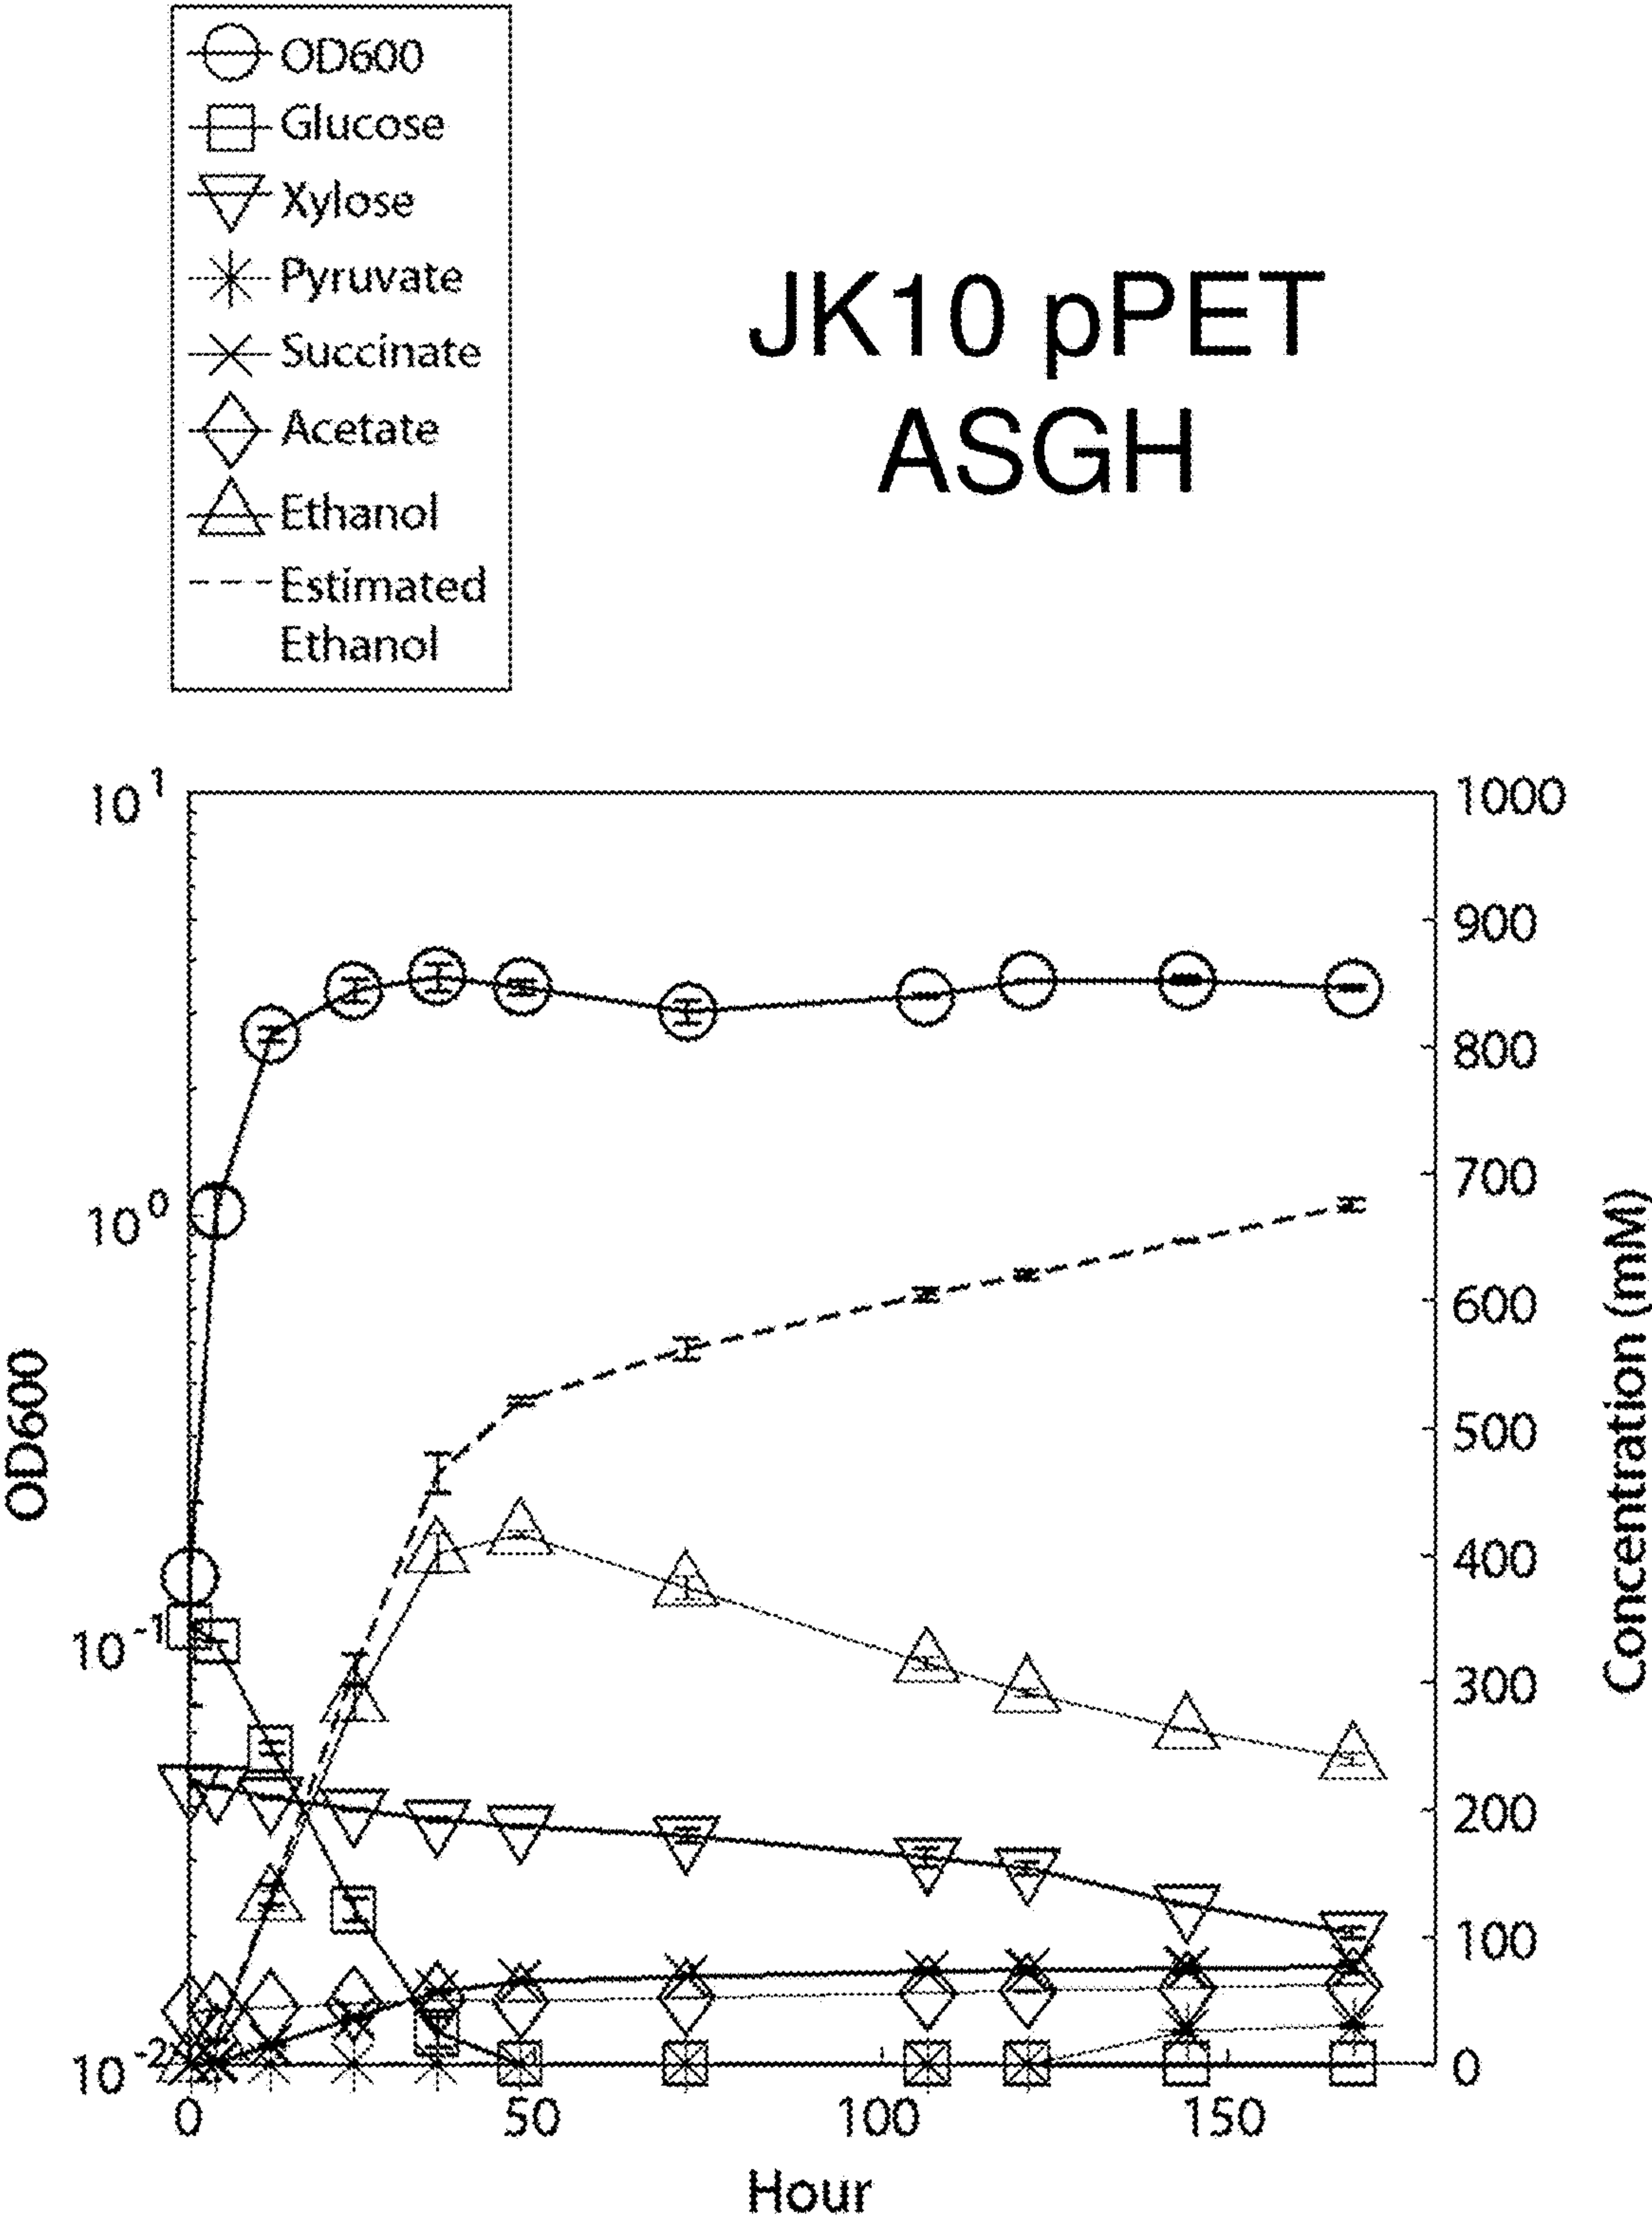 OD600
Glucose
Xylose
Pyruvate
Succinate
Acetate
Ethanol
Estimated
Ethanol
JK10 pPET
ASGH
10^1
10^0
10^-1
10^-2
OD600
1000
900
800
700
600
500
400
300
200
100
0
Concentration (mM)
0 50 100 150
Hour